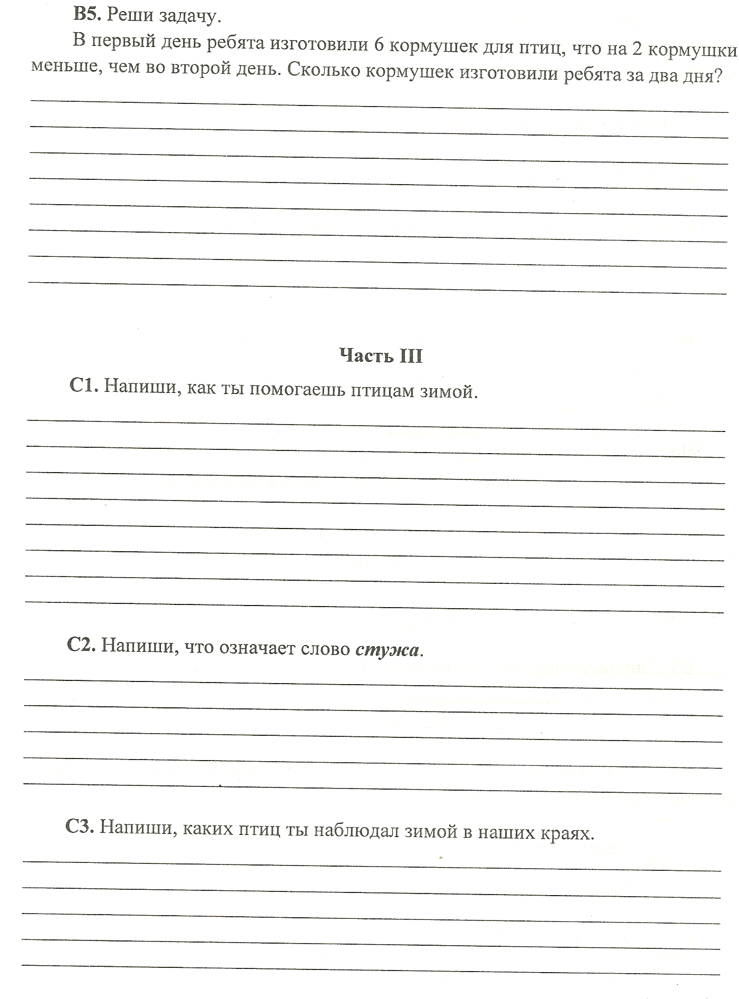 В5. Реши задачу.
В первый день ребята изготовили 6 кормушек для птиц, что на 2 кормушки
меньше, чем во второй день. Сколько кормушек изготовили ребята за два дня?
Часть III
С1. Напиши, как ты помогаешь птицам зимой.
С2. Напиши, что означает слово стужа.
С3. Напиши, каких птиц ты наблюдал зимой в наших краях.